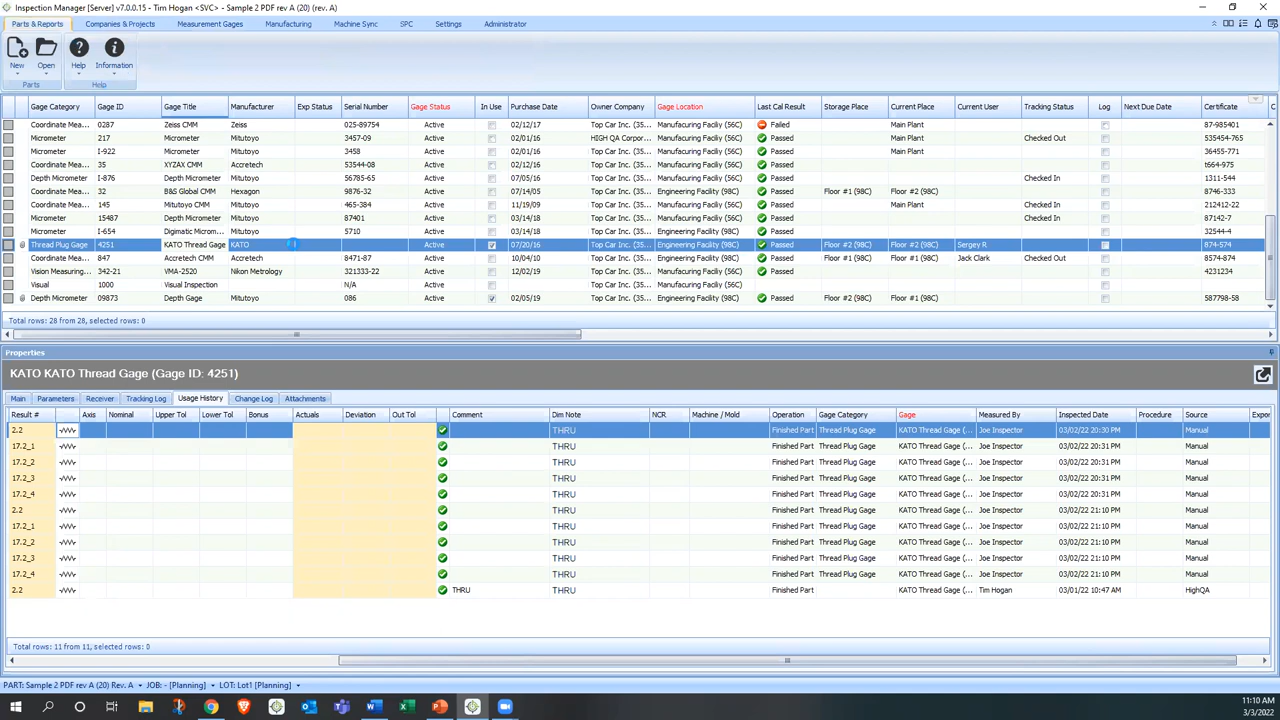 Inspection Manager [Server] v7.0.0.15 - Tim Hogan <SVC> - Sample 2 PDF rev A (20) (rev. A)
Parts & Reports Companies & Projects Measurement Gages Manufacturing Machine Sync SPC Settings Administrator
New Open Help Information
Parts Help
Gage Category Gage ID Gage Title Manufacturer Exp Status Serial Number Gage Status In Use Purchase Date Owner Company Gage Location Last Cal Result Storage Place Current Place Current User Tracking Status Log Next Due Date Certificate C
Coordinate Mea... 0287 Zeiss CMM Zeiss 025-89754 Active 02/12/17 Top Car Inc. (35... Manufacturing Faciliy (56C) Failed Main Plant 87-985401
Micrometer 217 Micrometer Mitutoyo 3457-09 Active 02/01/16 HIGH QA Corpor... Manufacturing Faciliy (56C) Passed Main Plant Checked Out 535454-765
Micrometer I-922 Micrometer Mitutoyo 3458 Active 02/01/16 Top Car Inc. (35... Manufacturing Faciliy (56C) Passed Main Plant 36455-771
Coordinate Mea... 35 XYZAX CMM Accretech 53544-08 Active 02/12/16 Top Car Inc. (35... Manufacturing Faciliy (56C) Passed t664-975
Depth Micrometer I-876 Depth Micrometer Mitutoyo 56785-65 Active 07/05/16 Top Car Inc. (35... Manufacturing Faciliy (56C) Passed Checked In 1311-544
Coordinate Mea... 32 B&S Global CMM Hexagon 9876-32 Active 07/14/05 Top Car Inc. (35... Engineering Facility (98C) Passed Floor #1 (98C) Floor #2 (98C) 8746-333
Coordinate Mea... 145 Mitutoyo CMM Mitutoyo 465-384 Active 11/19/09 Top Car Inc. (35... Manufacturing Faciliy (56C) Passed Checked In 212412-22
Micrometer 15487 Depth Micrometer Mitutoyo 87401 Active 03/14/18 Top Car Inc. (35... Manufacturing Faciliy (56C) Passed Checked In 87142-7
Micrometer I-654 Digimatic Microm... Mitutoyo 5710 Active 03/14/18 Top Car Inc. (35... Manufacturing Faciliy (56C) Passed 8746-2
Thread Plug Gage 4251 KATO Thread Gage KATO Active 07/20/16 Top Car Inc. (35... Engineering Facility (98C) Passed Floor #2 (98C) Floor #2 (98C) Sergey R 874-574
Coordinate Mea... 847 Accretech CMM Accretech 8471-87 Active Top Car Inc. (35... Engineering Facility (98C) Passed Floor #1 (98C) Floor #1 (98C) Jack Clark Checked Out 8574-874
Vision Measuring... 342-21 VMA-2520 Nikon Metrology 321333-22 Active 12/02/19 Top Car Inc. (35... Manufacturing Faciliy (56C) Passed 4231234
Visual 1000 Visual Inspection N/A Active Top Car Inc. (35... Manufacturing Faciliy (56C)
Depth Micrometer 09873 Depth Gage Mitutoyo 086 Active 02/05/19 Top Car Inc. (35... Engineering Facility (98C) Passed Floor #2 (98C) Floor #2 (98C) 587798-58
Total rows: 28 from 28, selected rows: 0
Properties
KATO KATO Thread Gage (Gage ID: 4251)
Main Parameters Receiver Tracking Log Usage History Change Log Attachments
Result # Axis Nominal Upper Tol Lower Tol Bonus Actuals Deviation Out Tol Comment Dim Note NCR Machine / Mold Operation Gage Category Gage Measured By Inspected Date Procedure Source Expor
2.2 THRU Finished Part Thread Plug Gage KATO Thread Gage (... Joe Inspector 03/02/22 20:30 PM Manual
17.2_1 THRU Finished Part Thread Plug Gage KATO Thread Gage (... Joe Inspector 03/02/22 20:31 PM Manual
17.2_2 THRU Finished Part Thread Plug Gage KATO Thread Gage (... Joe Inspector 03/02/22 20:31 PM Manual
17.2_3 THRU Finished Part Thread Plug Gage KATO Thread Gage (... Joe Inspector 03/02/22 20:31 PM Manual
17.2_4 THRU Finished Part Thread Plug Gage KATO Thread Gage (... Joe Inspector 03/02/22 20:31 PM Manual
2.2 THRU Finished Part Thread Plug Gage KATO Thread Gage (... Joe Inspector 03/02/22 21:10 PM Manual
17.2_1 THRU Finished Part Thread Plug Gage KATO Thread Gage (... Joe Inspector 03/02/22 21:10 PM Manual
17.2_2 THRU Finished Part Thread Plug Gage KATO Thread Gage (... Joe Inspector 03/02/22 21:10 PM Manual
17.2_3 THRU Finished Part Thread Plug Gage KATO Thread Gage (... Joe Inspector 03/02/22 21:10 PM Manual
17.2_4 THRU Finished Part Thread Plug Gage KATO Thread Gage (... Joe Inspector 03/02/22 21:10 PM Manual
2.2 THRU THRU Finished Part KATO Thread Gage (... Tim Hogan 03/01/22 10:47 AM HighQA
Total rows: 11 from 11, selected rows: 0
PART: Sample 2 PDF rev A (20) Rev. A JOB: - [Planning] LOT: Lot1 [Planning]
11:10 AM
3/3/2022